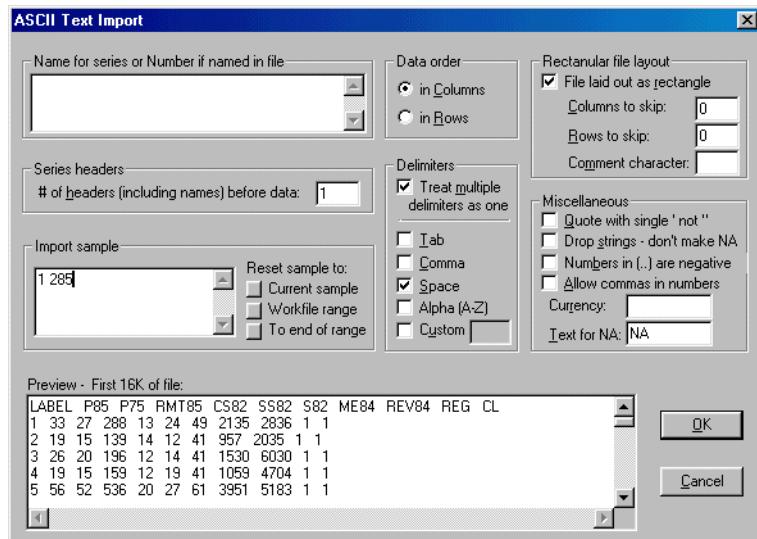 ASCII Text Import
Name for series or Number if named in file
Series headers
# of headers (including names) before data: 1
Import sample
1 285
Reset sample to:
Current sample
Workfile range
To end of range
Data order
in Columns
in Rows
Delimiters
Treat multiple
delimiters as one
Tab
Comma
Space
Alpha (A-Z)
Custom
Rectanular file layout
File laid out as rectangle
Columns to skip: 0
Rows to skip: 0
Comment character:
Miscellaneous
Quote with single ' not "
Drop strings - don't make NA
Numbers in (..) are negative
Allow commas in numbers
Currency:
Text for NA: NA
Preview - First 16K of file:
LABEL P85 P75 RMT85 CS82 SS82 S82 ME84 REV84 REG CL
1 33 27 288 13 24 49 2135 2836 1 1
2 19 15 139 14 12 41 957 2035 1 1
3 26 20 196 12 14 41 1530 6030 1 1
4 19 15 159 12 19 41 1059 4704 1 1
5 56 52 536 20 27 61 3951 5183 1 1
OK
Cancel